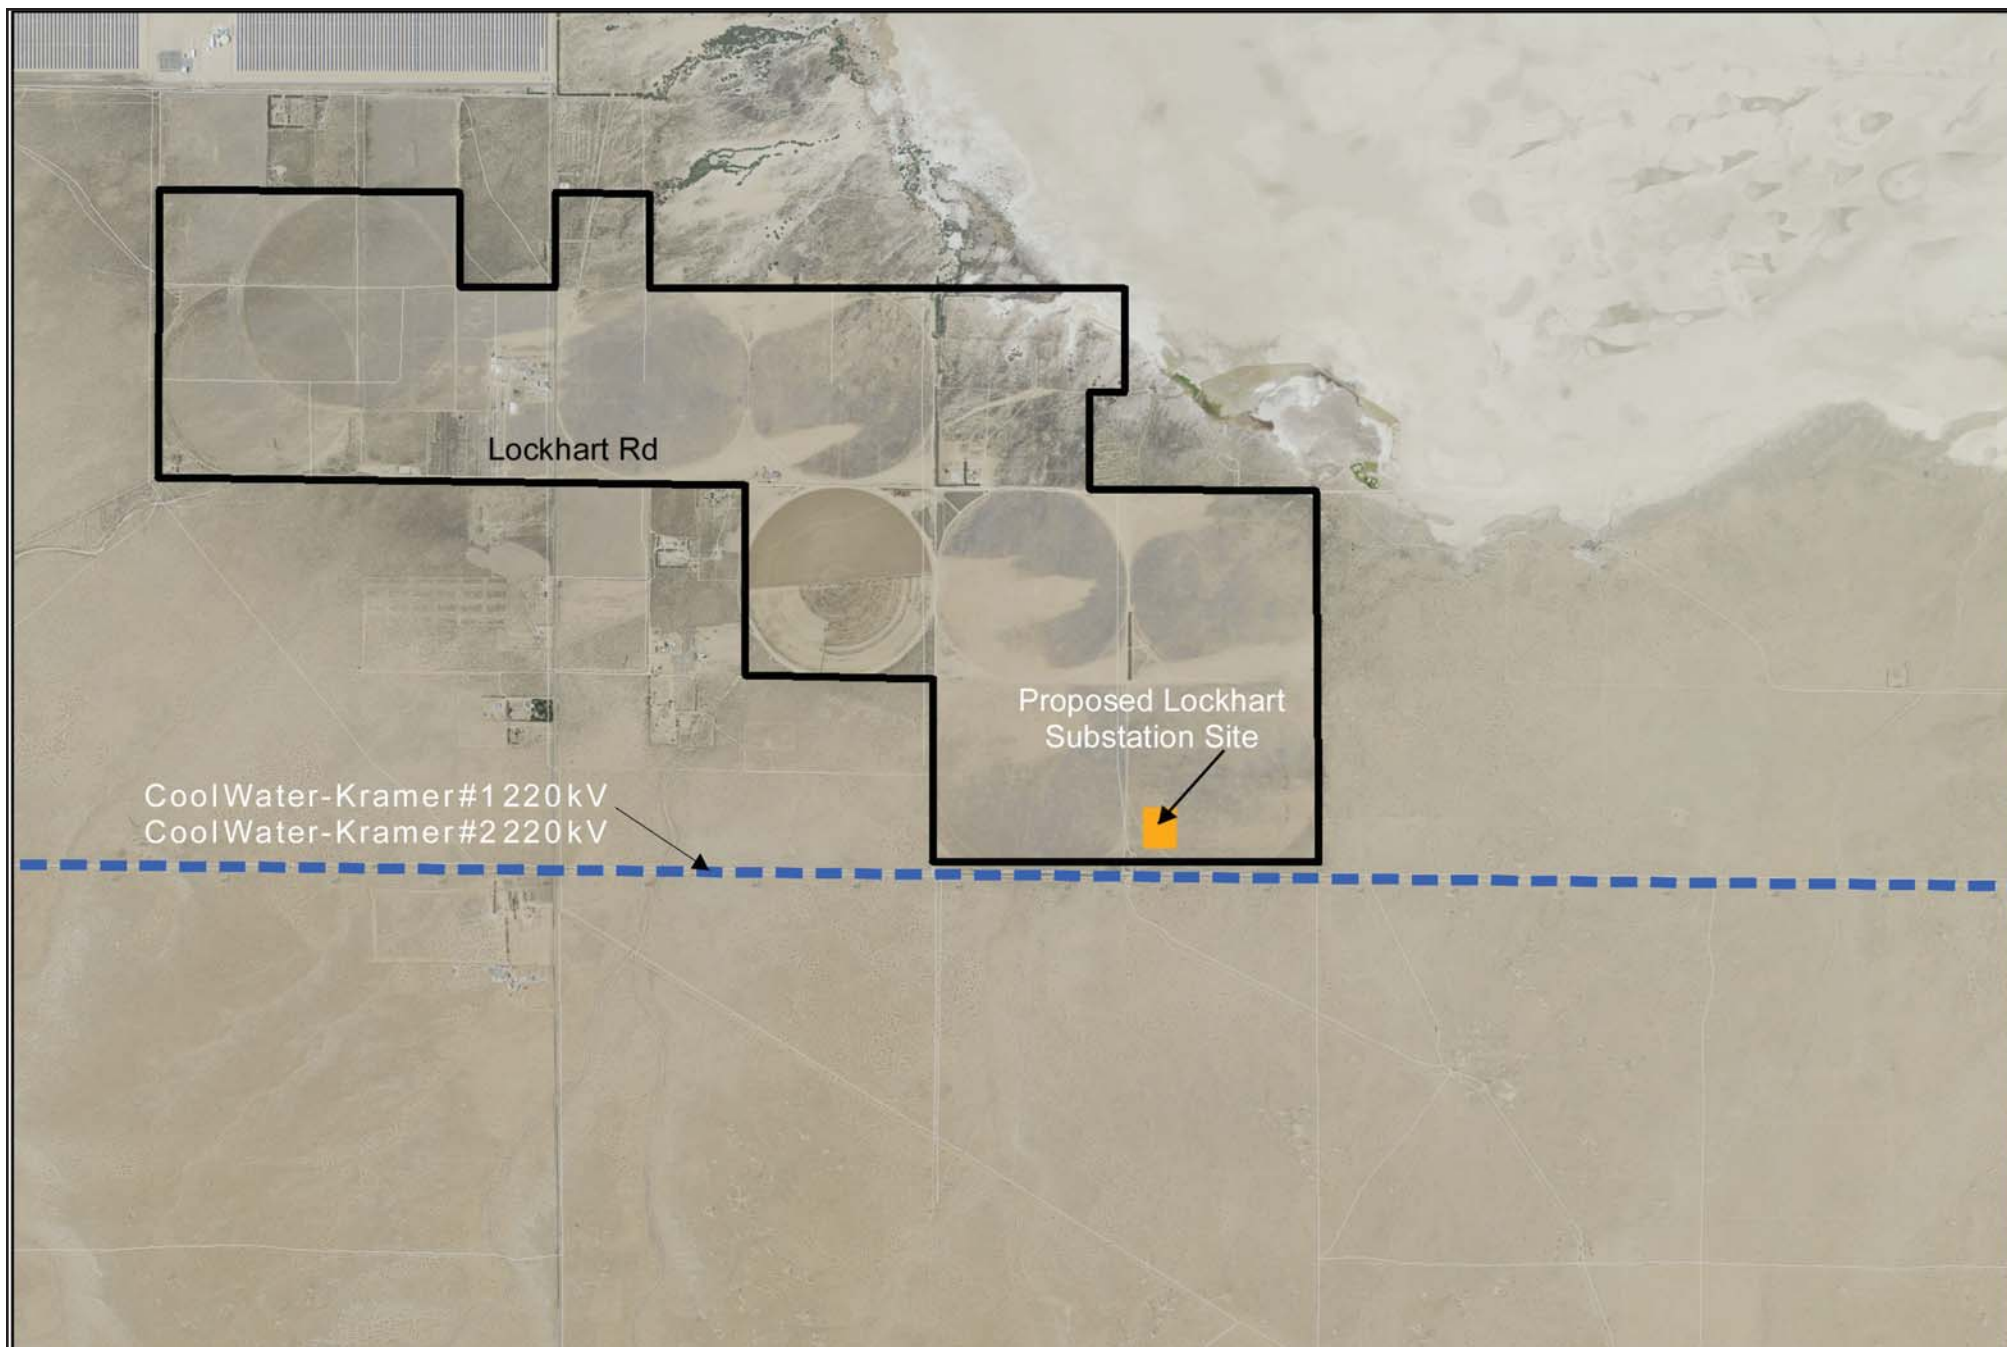 Lockhart Rd
Proposed Lockhart
Substation Site
CoolWater-Kramer#1 220kV
CoolWater-Kramer#2 220kV